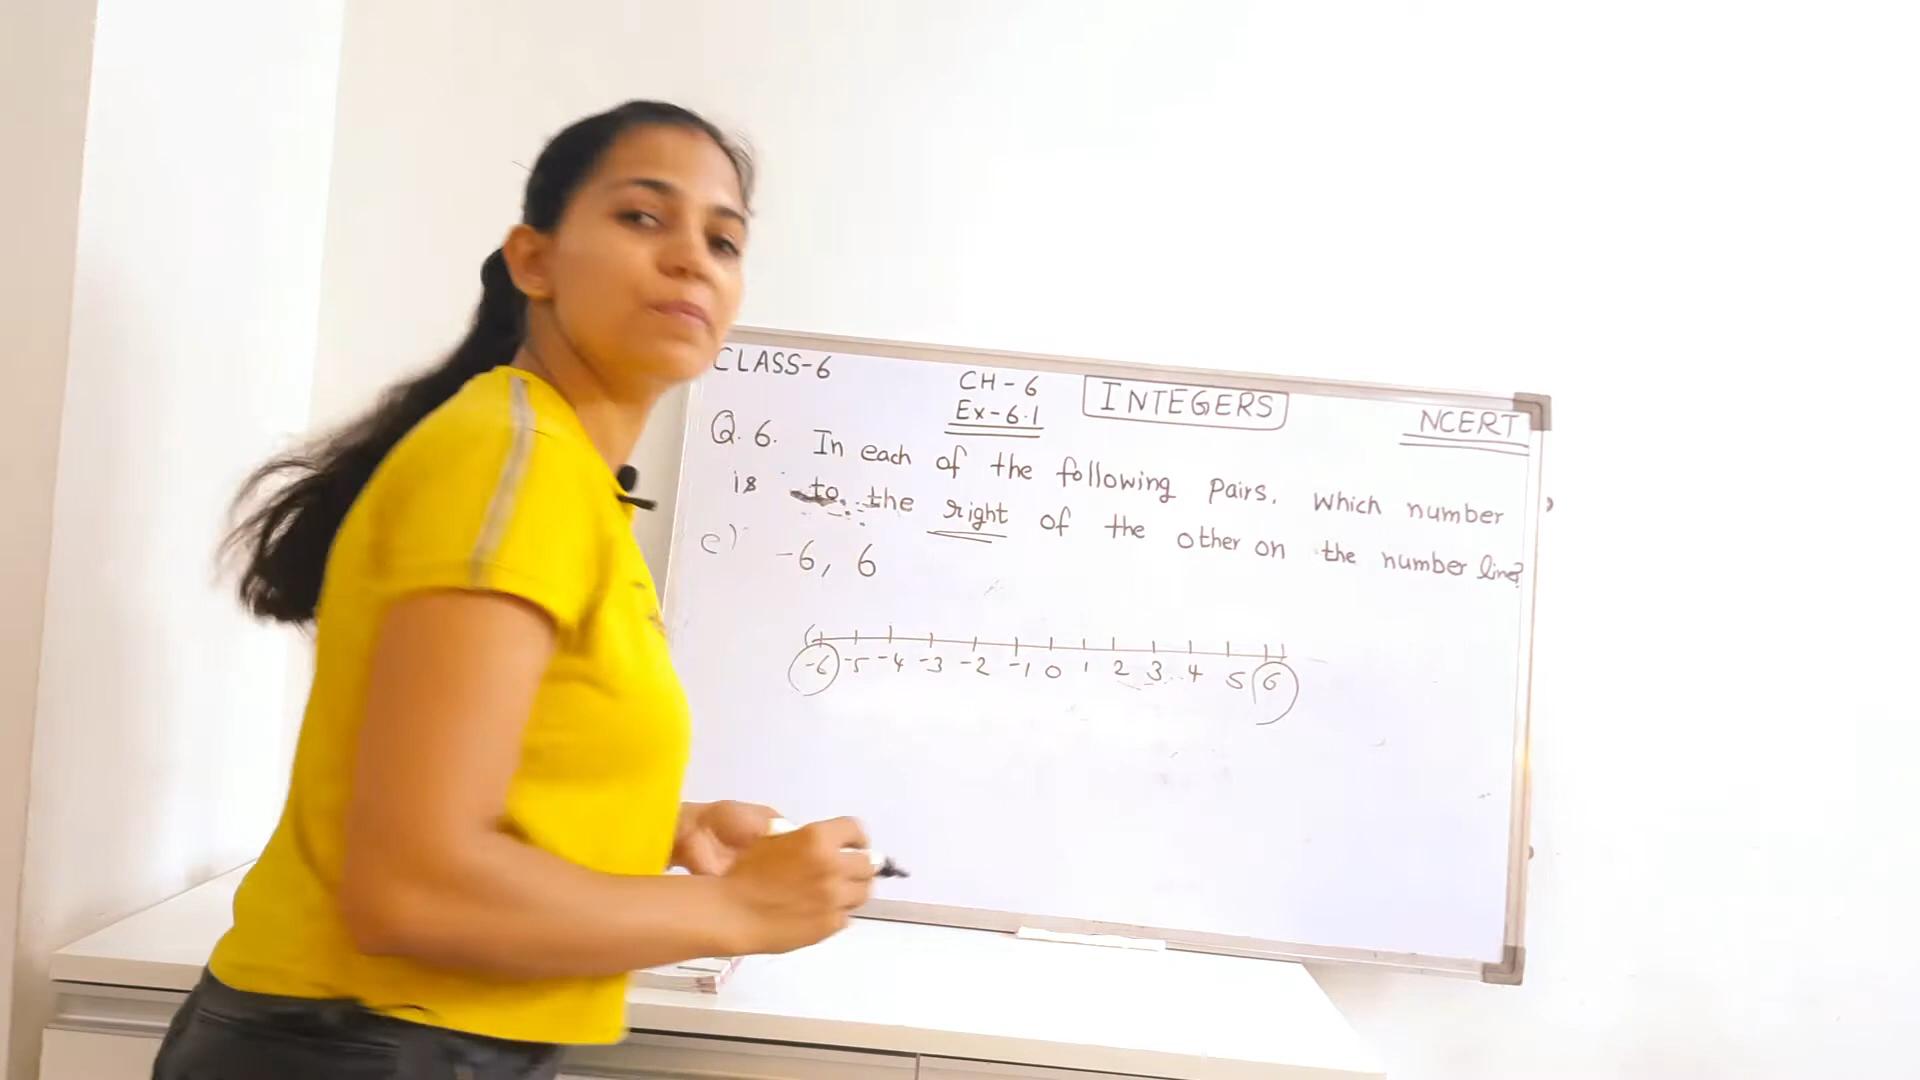 CLASS-6
CH-6
Ex-6.1
INTEGERS
NCERT
Q.6. In each of the following pairs, which number
is to the right of the other on the number line?
e) -6, 6
-6 -5 -4 -3 -2 -1 0 1 2 3 4 5 6